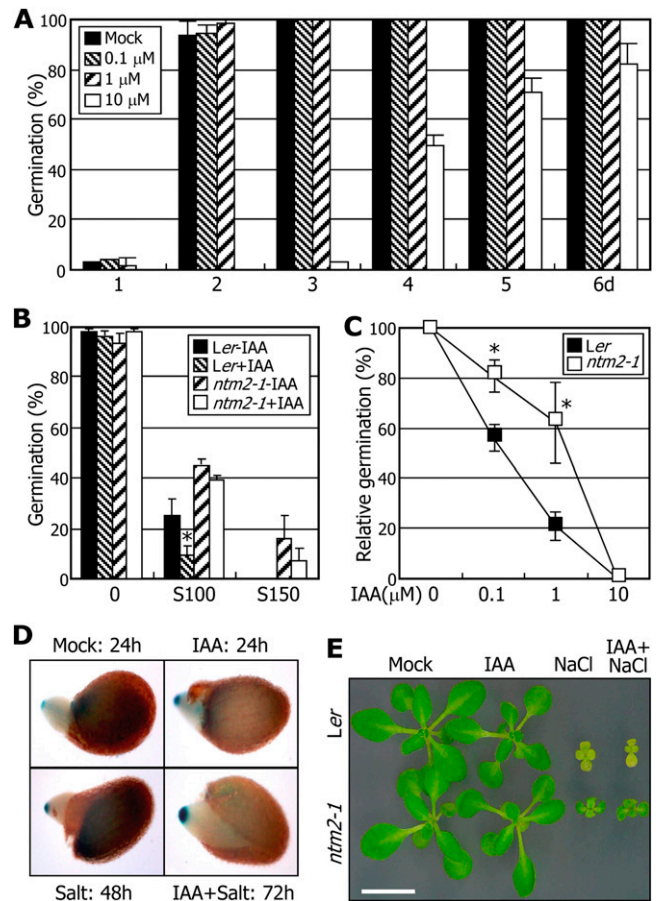 A
Germination (%)
100
80
60
40
20
0
Mock
0.1 µM
1 µM
10 µM
1 2 3 4 5 6d
B
Germination (%)
100
80
60
40
20
0
Ler-IAA
Ler+IAA
ntm2-1-IAA
ntm2-1+IAA
*
0 S100 S150
C
Relative germination (%)
100
80
60
40
20
0
Ler
ntm2-1
*
*
IAA(µM) 0 0.1 1 10
D
Mock: 24h IAA: 24h
Salt: 48h IAA+Salt: 72h
E
Mock IAA NaCl IAA+
NaCl
Ler
ntm2-1